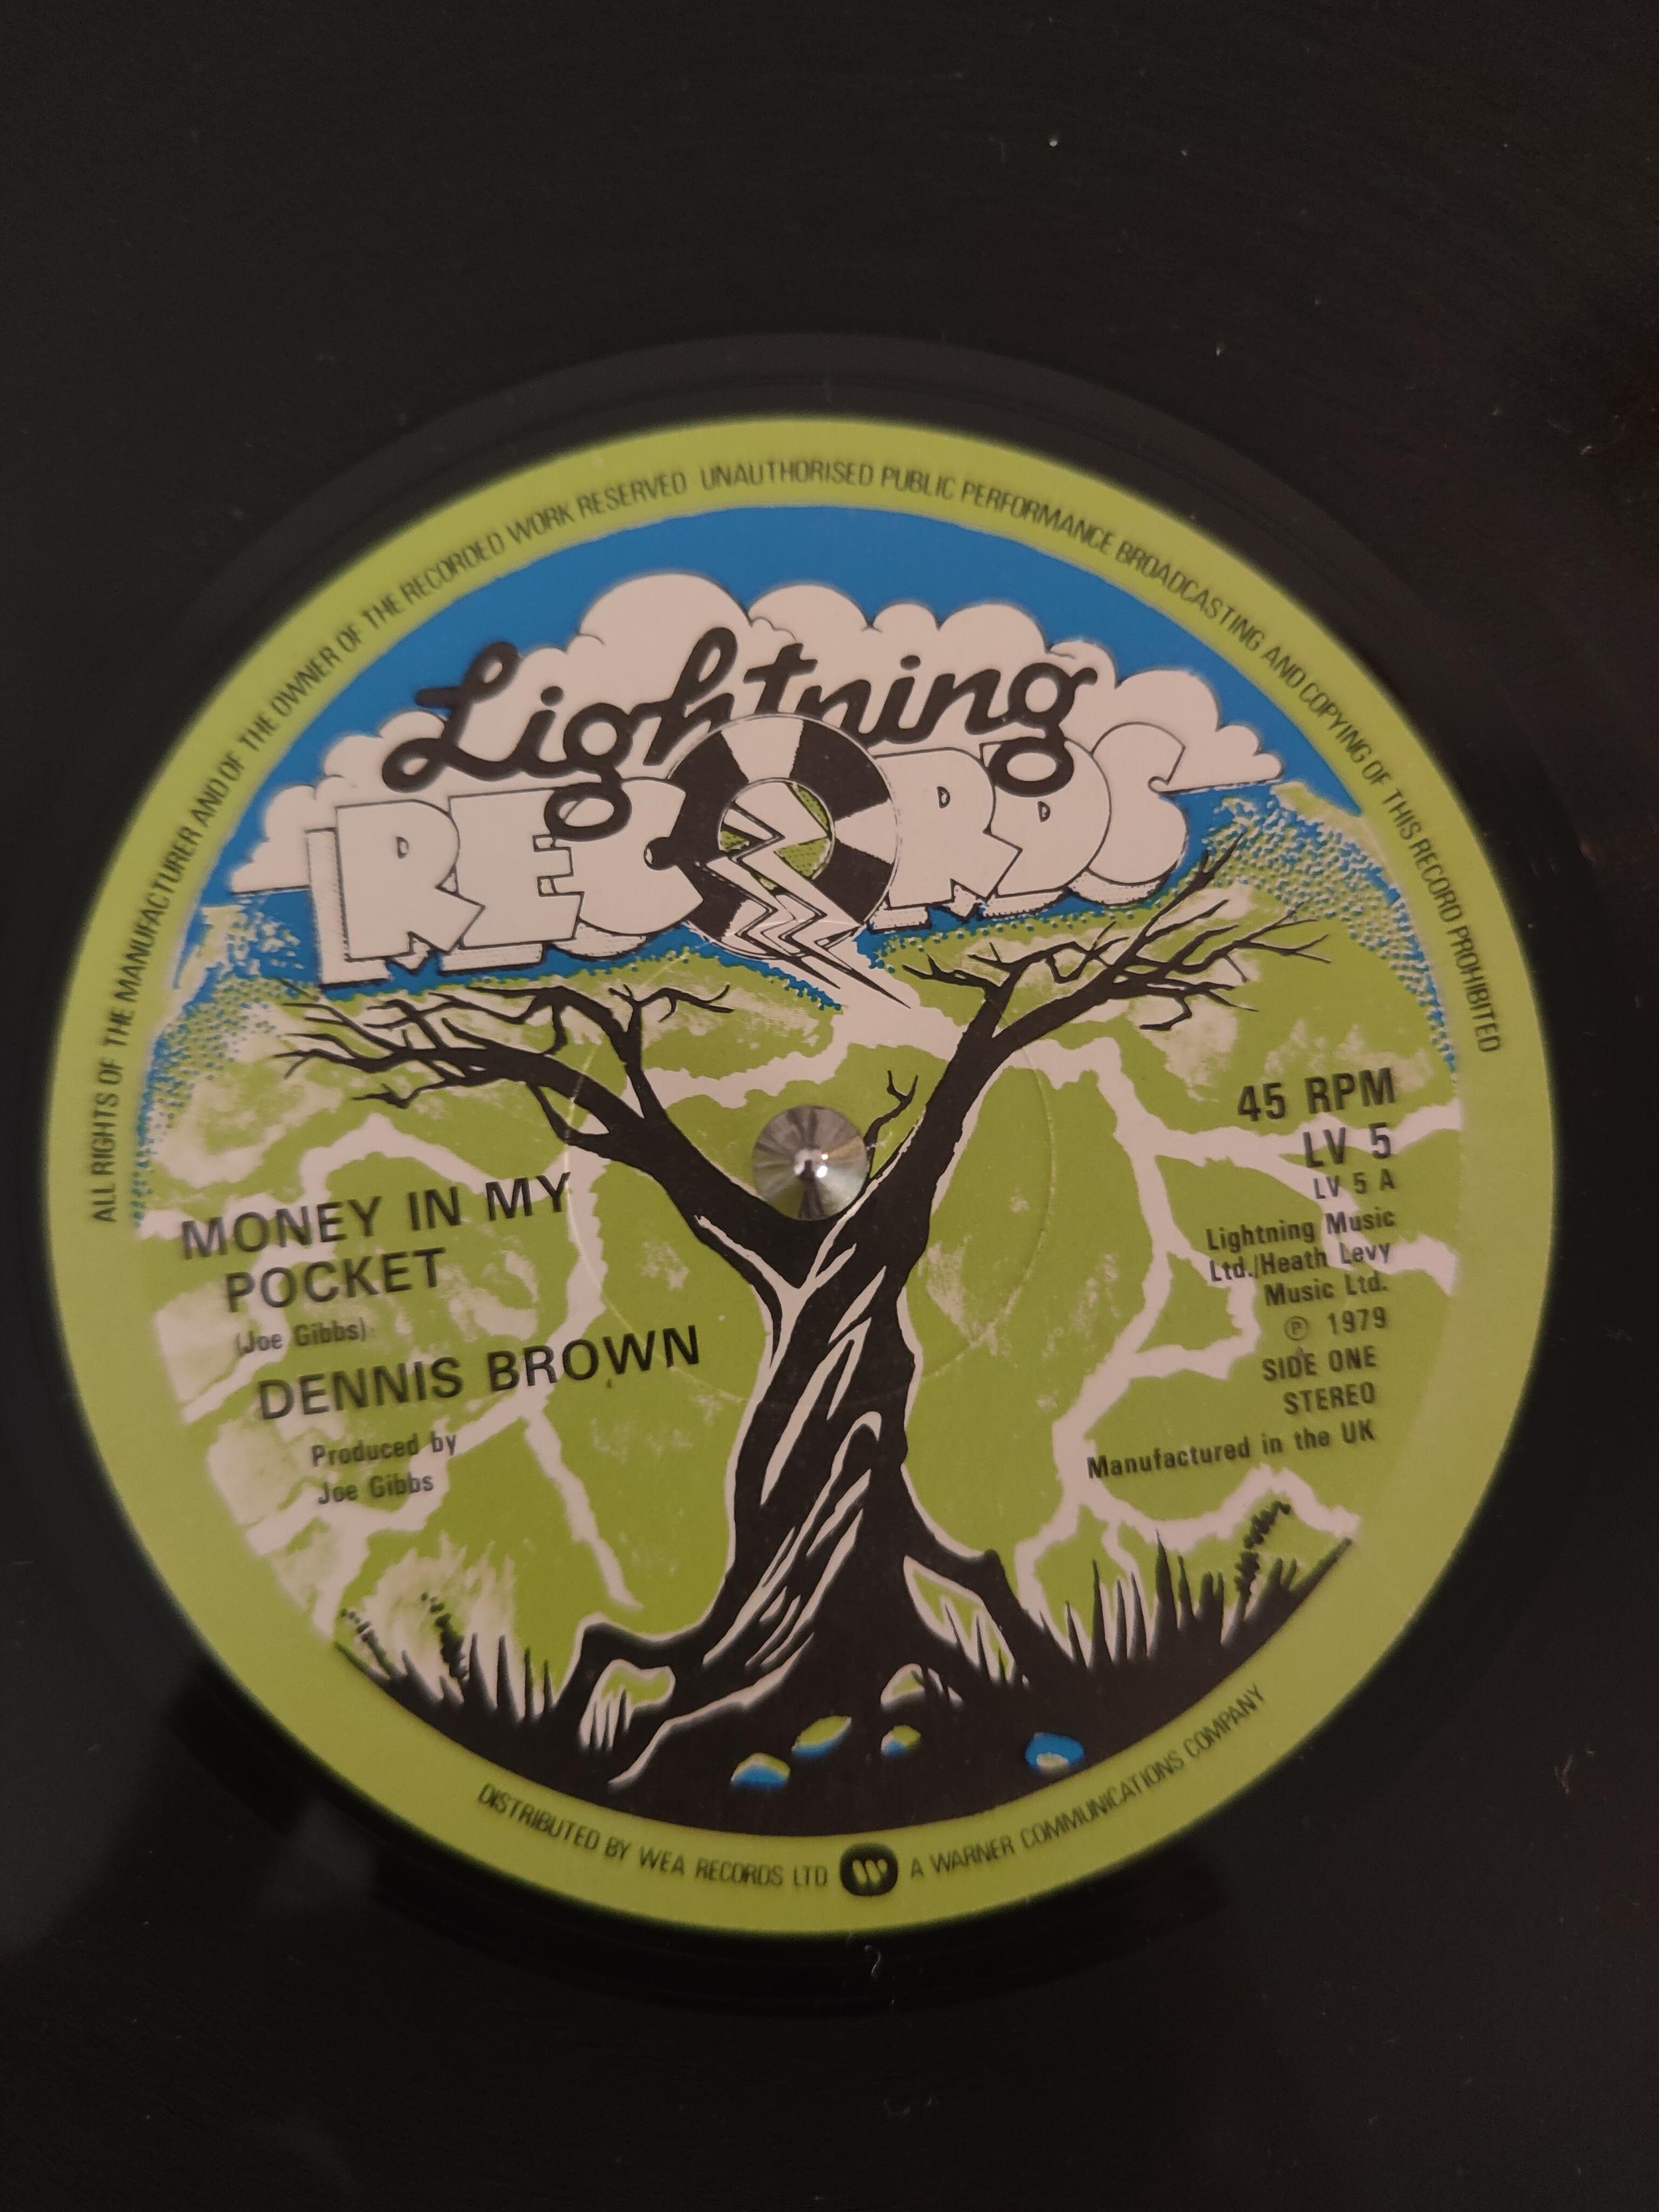 ALL RIGHTS OF THE MANUFACTURER AND OF THE OWNER OF THE RECORDED WORK RESERVED · UNAUTHORISED PUBLIC PERFORMANCE BROADCASTING AND COPYING OF THIS RECORD PROHIBITED
Lightning
RECORDS
45 RPM
LV 5
LV 5 A
Lightning Music
Ltd./Heath Levy
Music Ltd.
℗ 1979
SIDE ONE
STEREO
Manufactured in the UK
MONEY IN MY
POCKET
(Joe Gibbs)
DENNIS BROWN
Produced by
Joe Gibbs
DISTRIBUTED BY WEA RECORDS LTD W A WARNER COMMUNICATIONS COMPANY